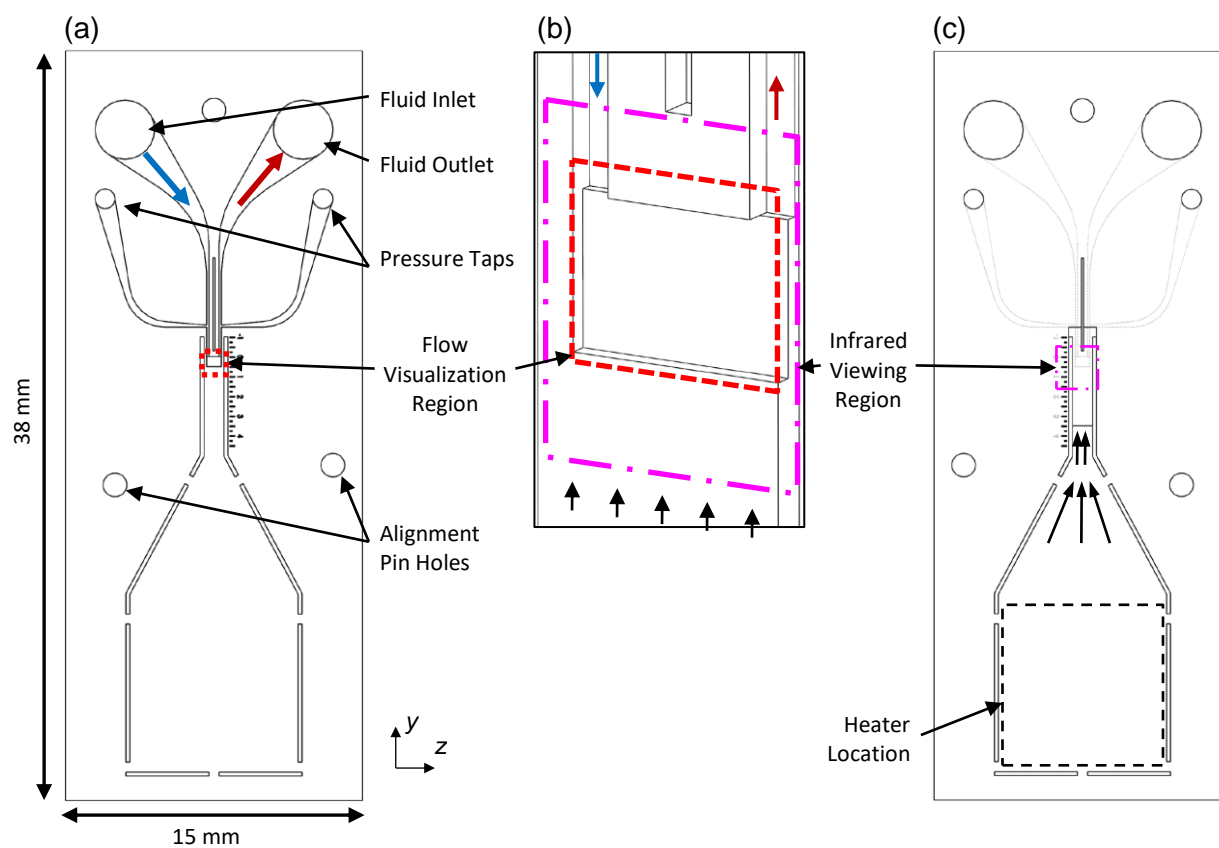 (a)
(b)
(c)
Fluid Inlet
Fluid Outlet
Pressure Taps
Flow
Visualization
Region
Infrared
Viewing
Region
38 mm
Alignment
Pin Holes
Heater
Location
y
z
15 mm